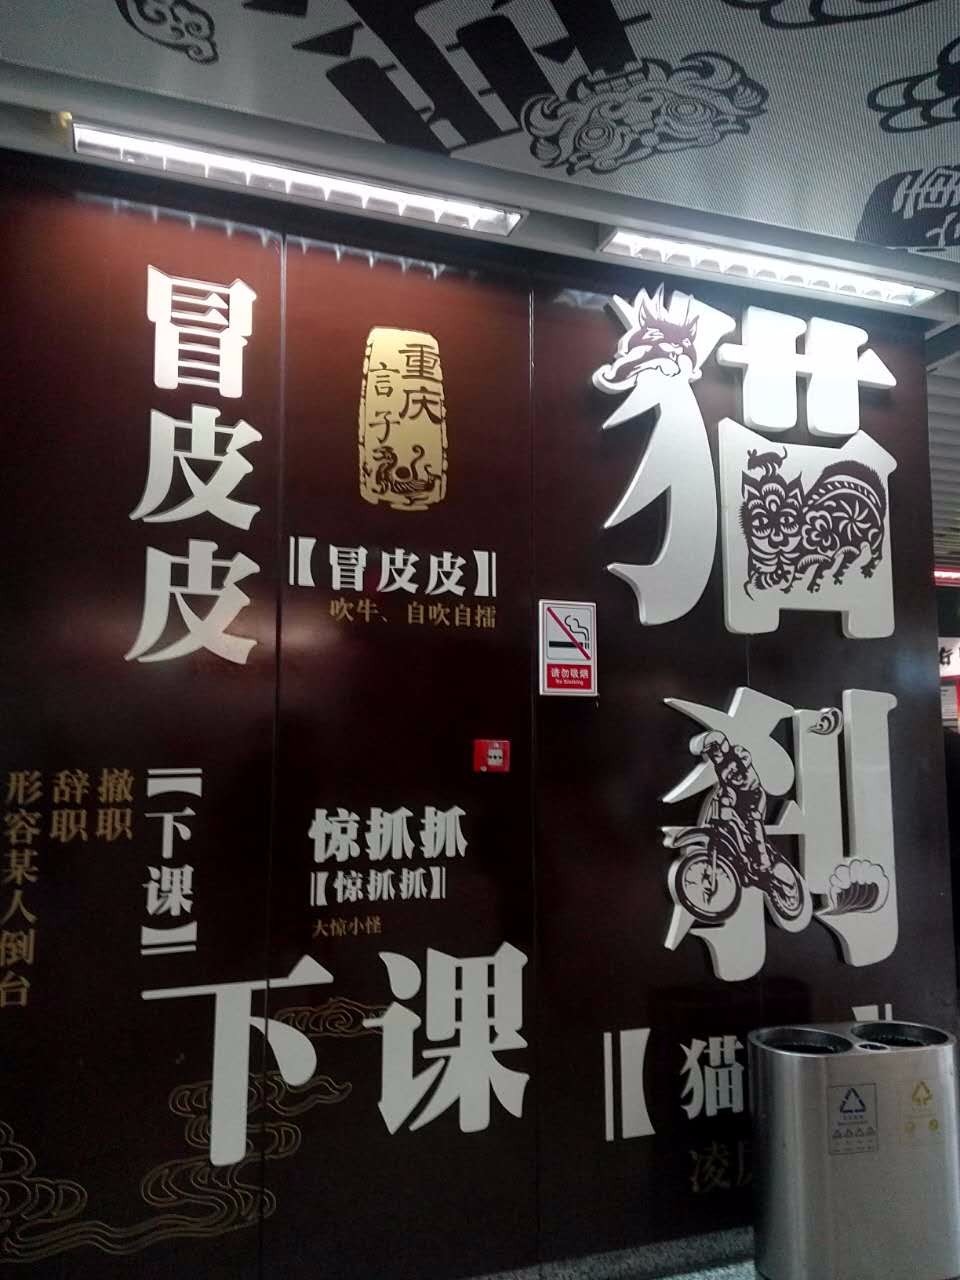 冒皮皮
重庆
言子
【冒皮皮】
吹牛、自吹自擂
猫刹
请勿吸烟
No Smoking
【下课】
撤职
辞职
形容某人倒台
惊抓抓
【惊抓抓】
大惊小怪
下课
【猫
凌